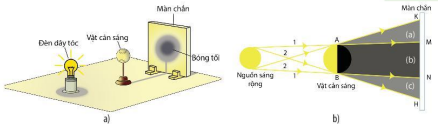 Màn chắn
Vật cản sáng
Đèn dây tóc
Bóng tối
a)
Màn chắn
K
A
1
(a)
M
2
(b)
2
N
1
B
(c)
H
Nguồn sáng
rộng
Vật cản sáng
b)